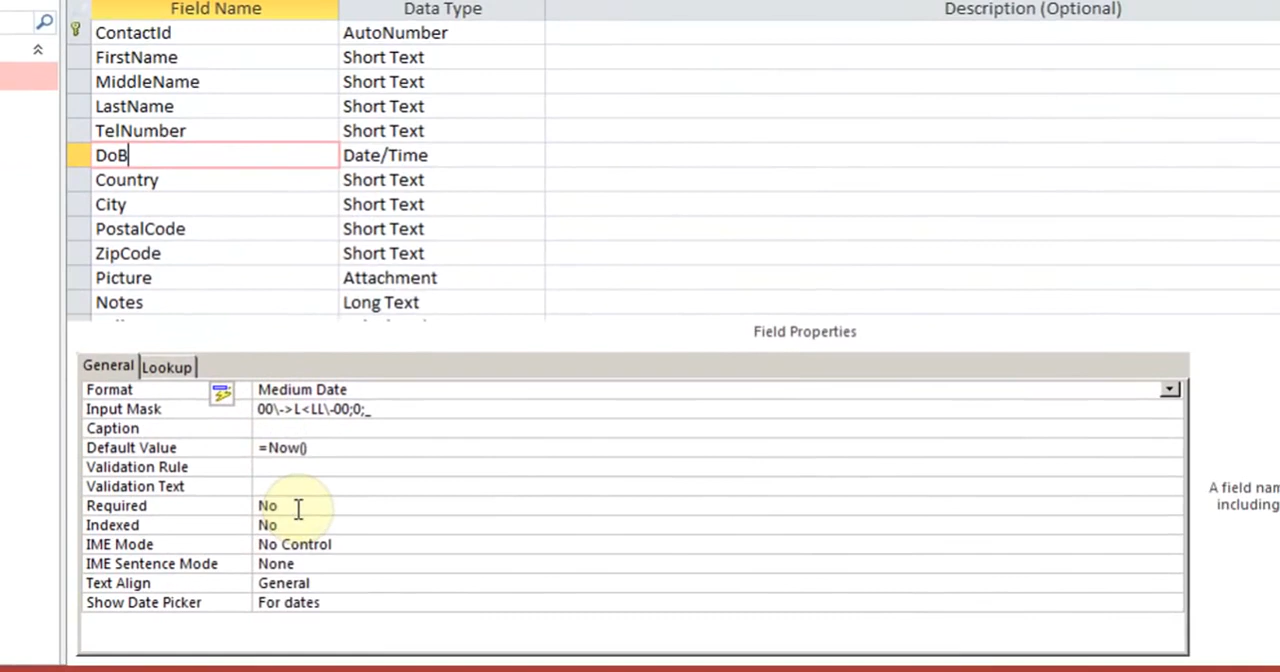 Field Name Data Type Description (Optional)
ContactId AutoNumber
FirstName Short Text
MiddleName Short Text
LastName Short Text
TelNumber Short Text
DoB Date/Time
Country Short Text
City Short Text
PostalCode Short Text
ZipCode Short Text
Picture Attachment
Notes Long Text
Field Properties
General Lookup
Format Medium Date
Input Mask 00\->L<LL\-00;0;_
Caption
Default Value =Now()
Validation Rule
Validation Text
A field nam
Required No
including
Indexed No
IME Mode No Control
IME Sentence Mode None
Text Align General
Show Date Picker For dates